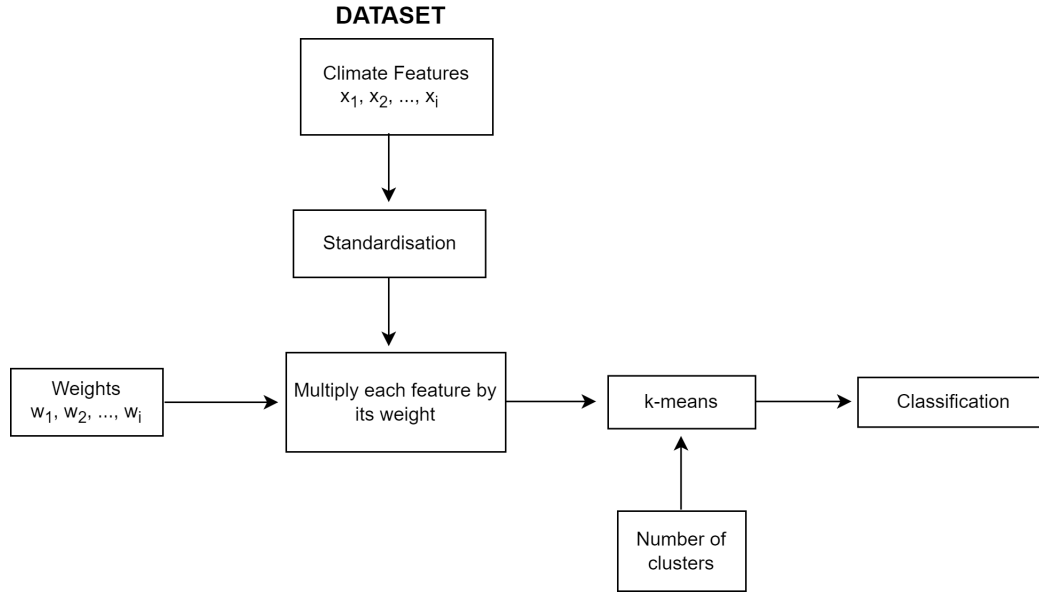 DATASET
Climate Features
x₁, x₂, ..., xᵢ
Standardisation
Weights
w₁, w₂, ..., wᵢ
Multiply each feature by
its weight
k-means
Classification
Number of
clusters